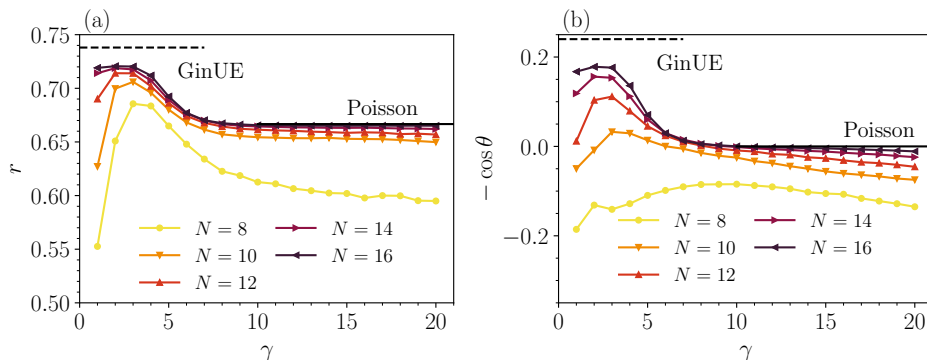 (a)
0.75
0.70
0.65
0.60
0.55
0.50
r
GinUE
Poisson
N = 8
N = 10
N = 12
N = 14
N = 16
0
5
10
15
20
γ
(b)
0.2
0.0
−0.2
− cos θ
GinUE
Poisson
N = 8
N = 10
N = 12
N = 14
N = 16
0
5
10
15
20
γ